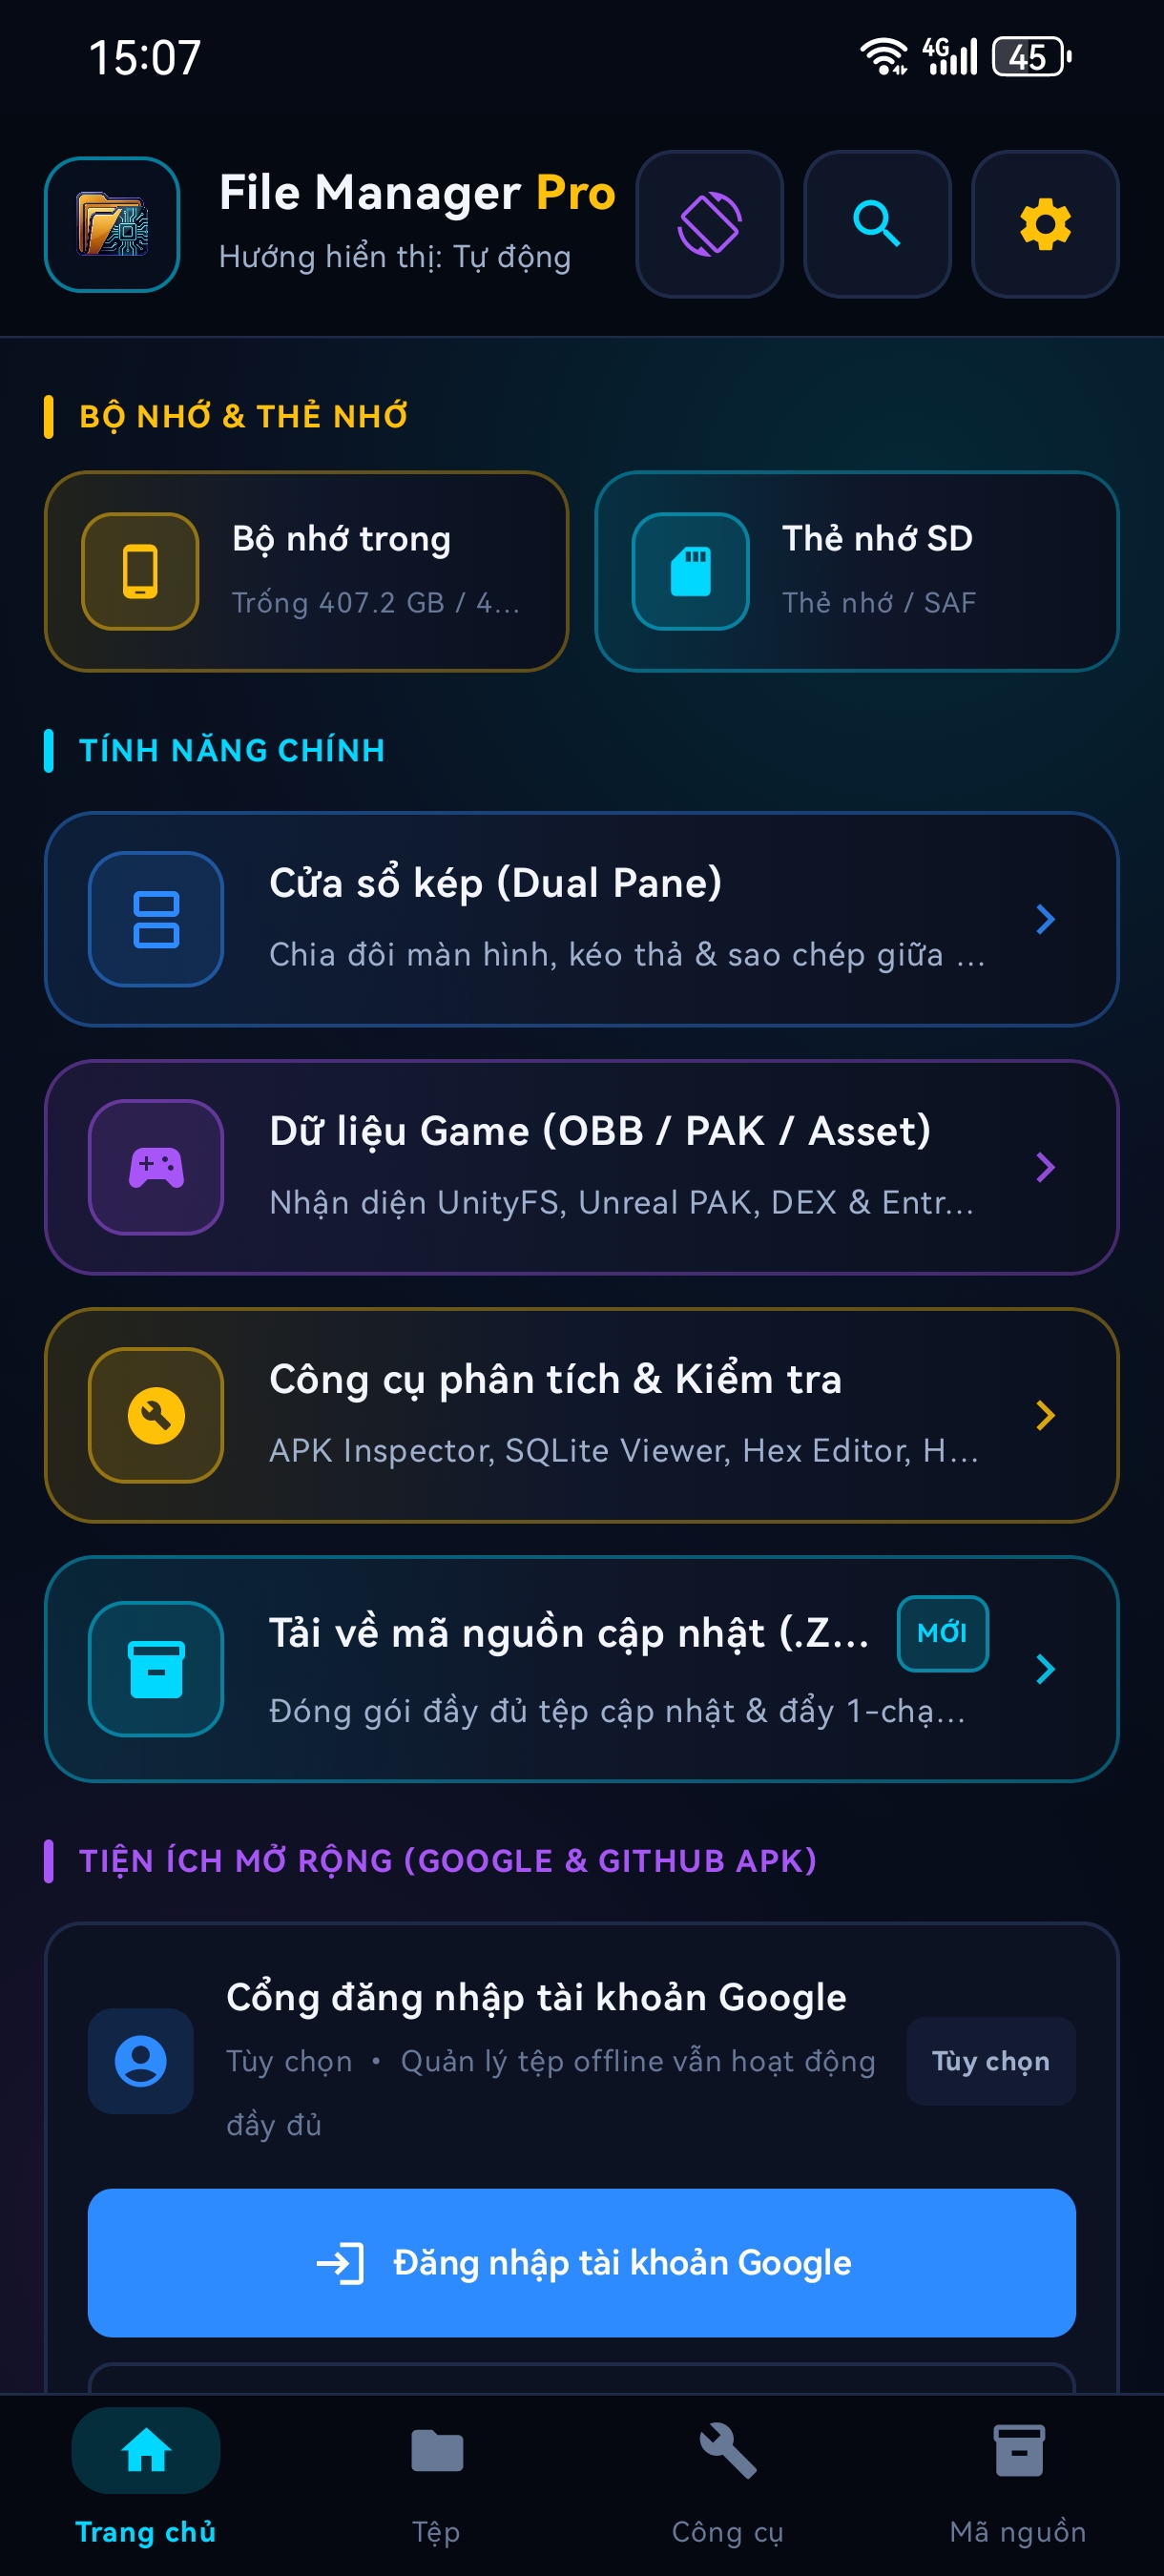 15:07
4G
45
File Manager Pro
Hướng hiển thị: Tự động
BỘ NHỚ & THẺ NHỚ
Bộ nhớ trong
Trống 407.2 GB / 4...
Thẻ nhớ SD
Thẻ nhớ / SAF
TÍNH NĂNG CHÍNH
Cửa sổ kép (Dual Pane)
Chia đôi màn hình, kéo thả & sao chép giữa ...
Dữ liệu Game (OBB / PAK / Asset)
Nhận diện UnityFS, Unreal PAK, DEX & Entr...
Công cụ phân tích & Kiểm tra
APK Inspector, SQLite Viewer, Hex Editor, H...
Tải về mã nguồn cập nhật (.Z...
MỚI
Đóng gói đầy đủ tệp cập nhật & đẩy 1-chạ...
TIỆN ÍCH MỞ RỘNG (GOOGLE & GITHUB APK)
Cổng đăng nhập tài khoản Google
Tùy chọn • Quản lý tệp offline vẫn hoạt động
đầy đủ
Tùy chọn
Đăng nhập tài khoản Google
Trang chủ
Tệp
Công cụ
Mã nguồn